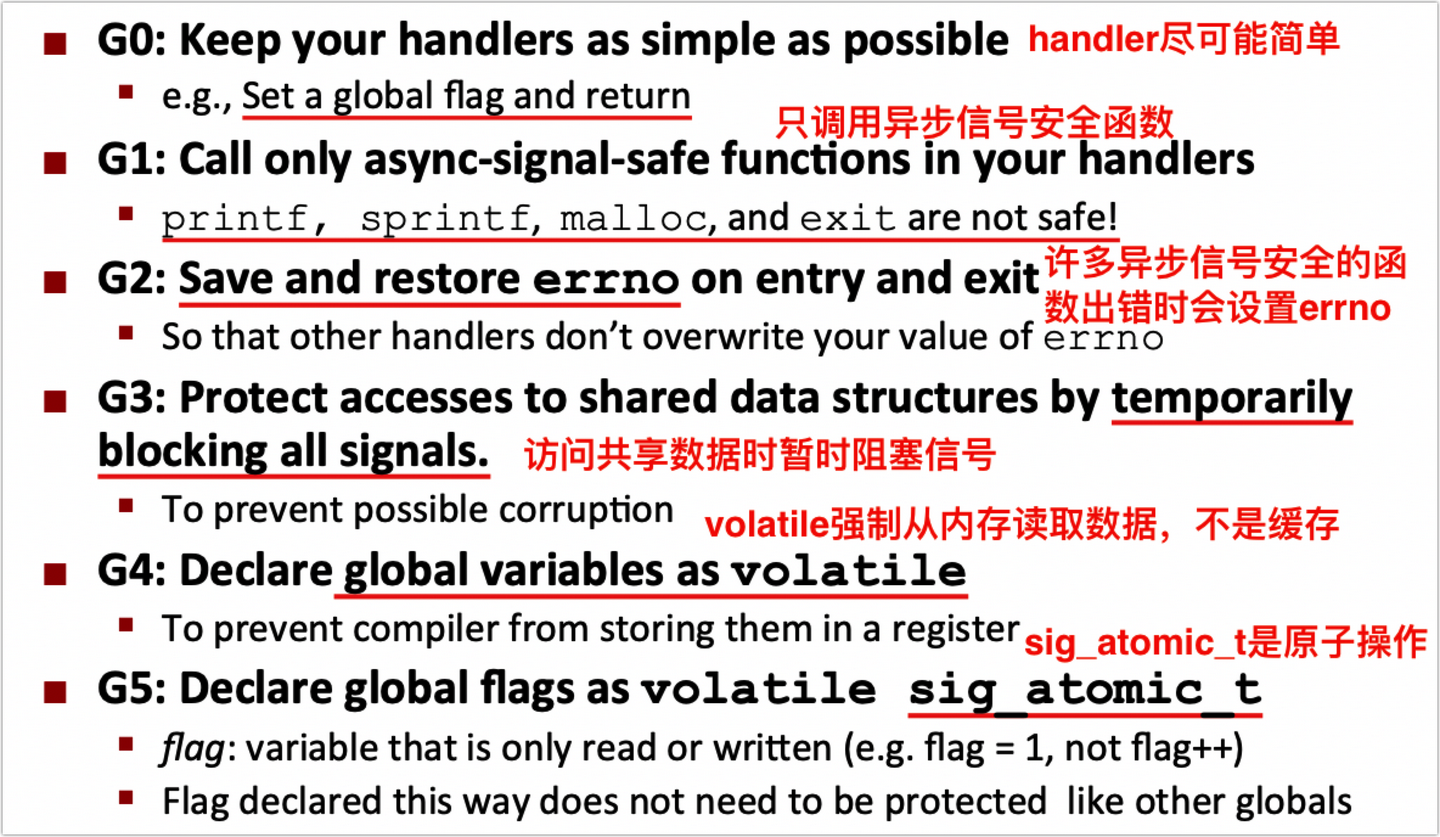 ■ G0: Keep your handlers as simple as possible handler尽可能简单
▪ e.g., Set a global flag and return
只调用异步信号安全函数
■ G1: Call only async-signal-safe functions in your handlers
▪ printf, sprintf, malloc, and exit are not safe!
■ G2: Save and restore errno on entry and exit
许多异步信号安全的函
数出错时会设置errno
▪ So that other handlers don’t overwrite your value of errno
■ G3: Protect accesses to shared data structures by temporarily
blocking all signals. 访问共享数据时暂时阻塞信号
▪ To prevent possible corruption
volatile强制从内存读取数据，不是缓存
■ G4: Declare global variables as volatile
▪ To prevent compiler from storing them in a register
sig_atomic_t是原子操作
■ G5: Declare global flags as volatile sig_atomic_t
▪ flag: variable that is only read or written (e.g. flag = 1, not flag++)
▪ Flag declared this way does not need to be protected like other globals